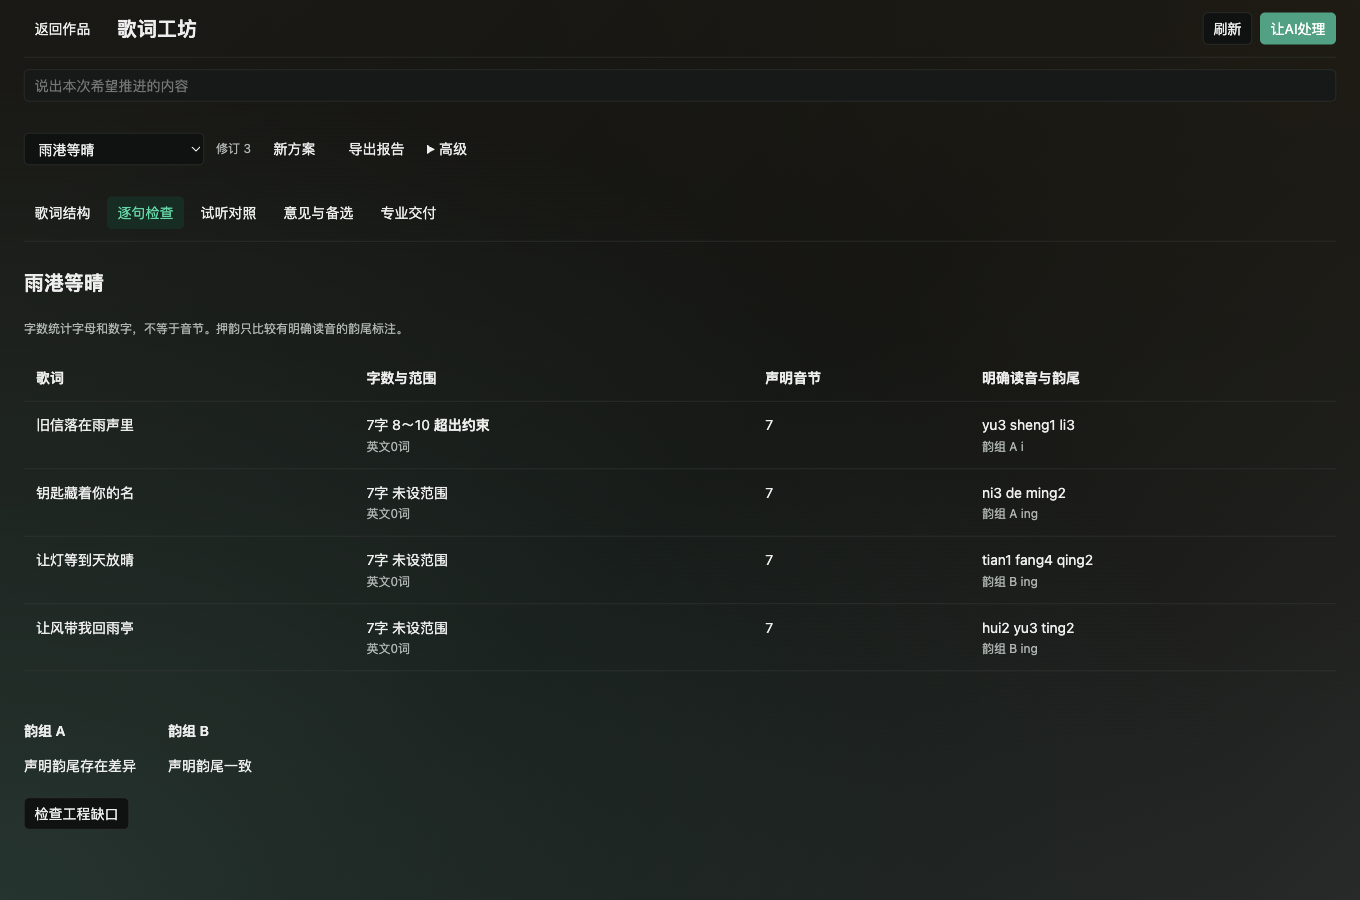 返回作品 歌词工坊 刷新 让AI处理
说出本次希望推进的内容
雨港等晴 修订 3 新方案 导出报告 ▶ 高级
歌词结构 逐句检查 试听对照 意见与备选 专业交付
雨港等晴
字数统计字母和数字，不等于音节。押韵只比较有明确读音的韵尾标注。
歌词 字数与范围 声明音节 明确读音与韵尾
旧信落在雨声里 7字 8～10 超出约束 7 yu3 sheng1 li3
英文0词 韵组 A i
钥匙藏着你的名 7字 未设范围 7 ni3 de ming2
英文0词 韵组 A ing
让灯等到天放晴 7字 未设范围 7 tian1 fang4 qing2
英文0词 韵组 B ing
让风带我回雨亭 7字 未设范围 7 hui2 yu3 ting2
英文0词 韵组 B ing
韵组 A 韵组 B
声明韵尾存在差异 声明韵尾一致
检查工程缺口